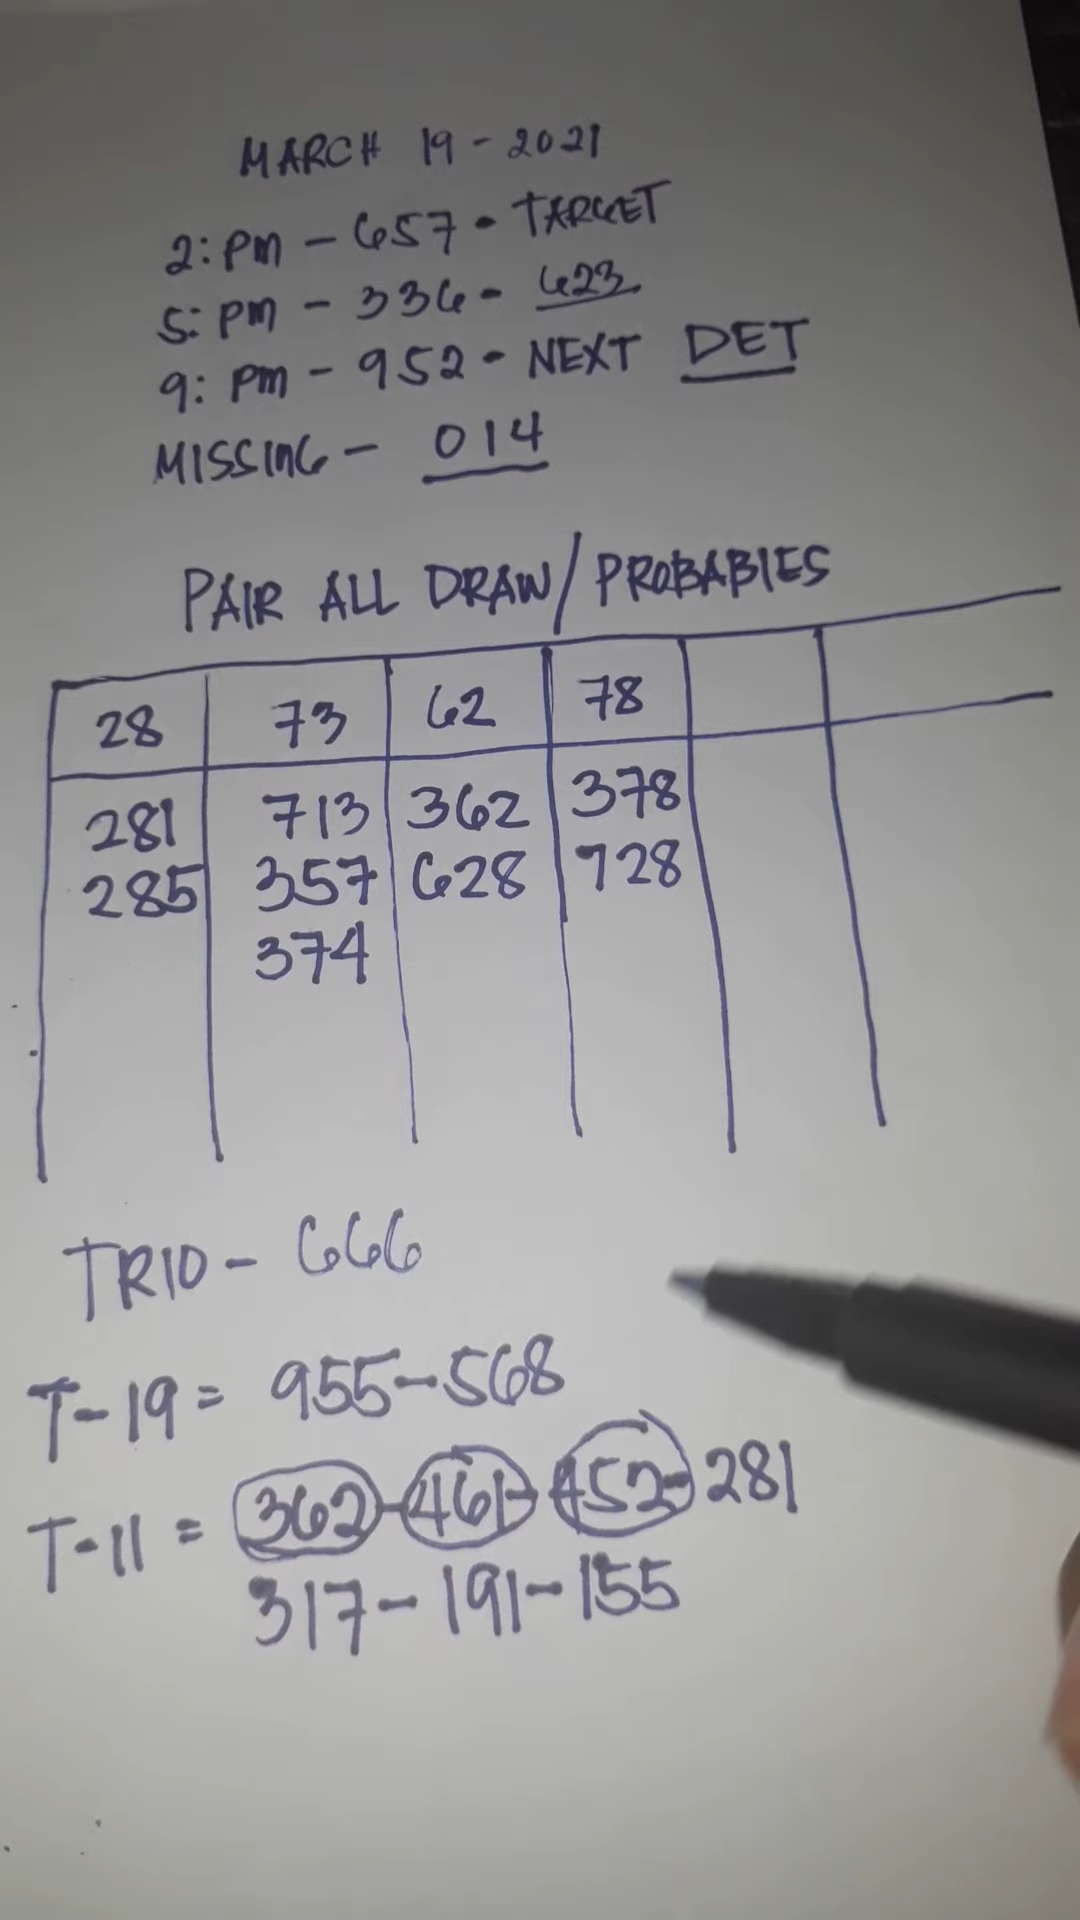 MARCH 19-2021
2:PM - 657 - TARGET
5:PM - 336 - 623
9:PM - 952 - NEXT DET
MISSING - 014
PAIR ALL DRAW/PROBABIES
28 73 62 78
281 713 362 378
285 357 628 728
374
TRIO - 666
T-19 = 955-568
T-11 = 362-461-452-281
317-191-155